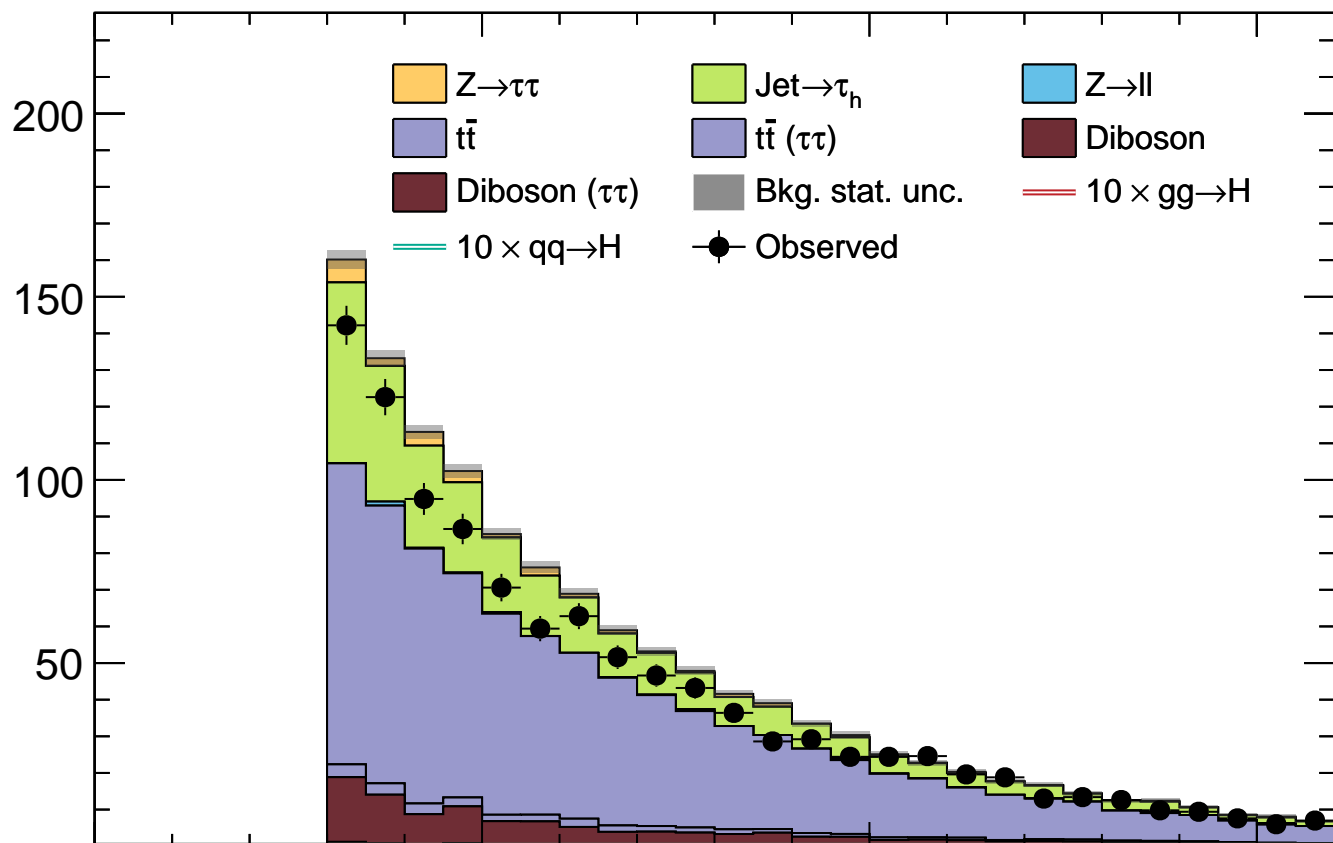 200
150
100
50
Z→ττ Jet→τh Z→ll
tt̄ tt̄ (ττ) Diboson
Diboson (ττ) Bkg. stat. unc. 10 × gg→H
10 × qq→H Observed